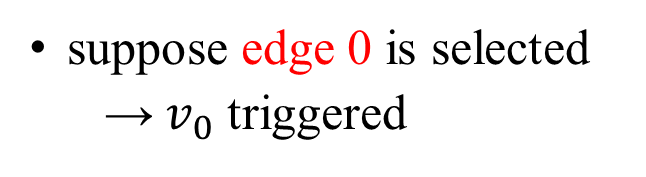 • suppose edge 0 is selected
→ v₀ triggered